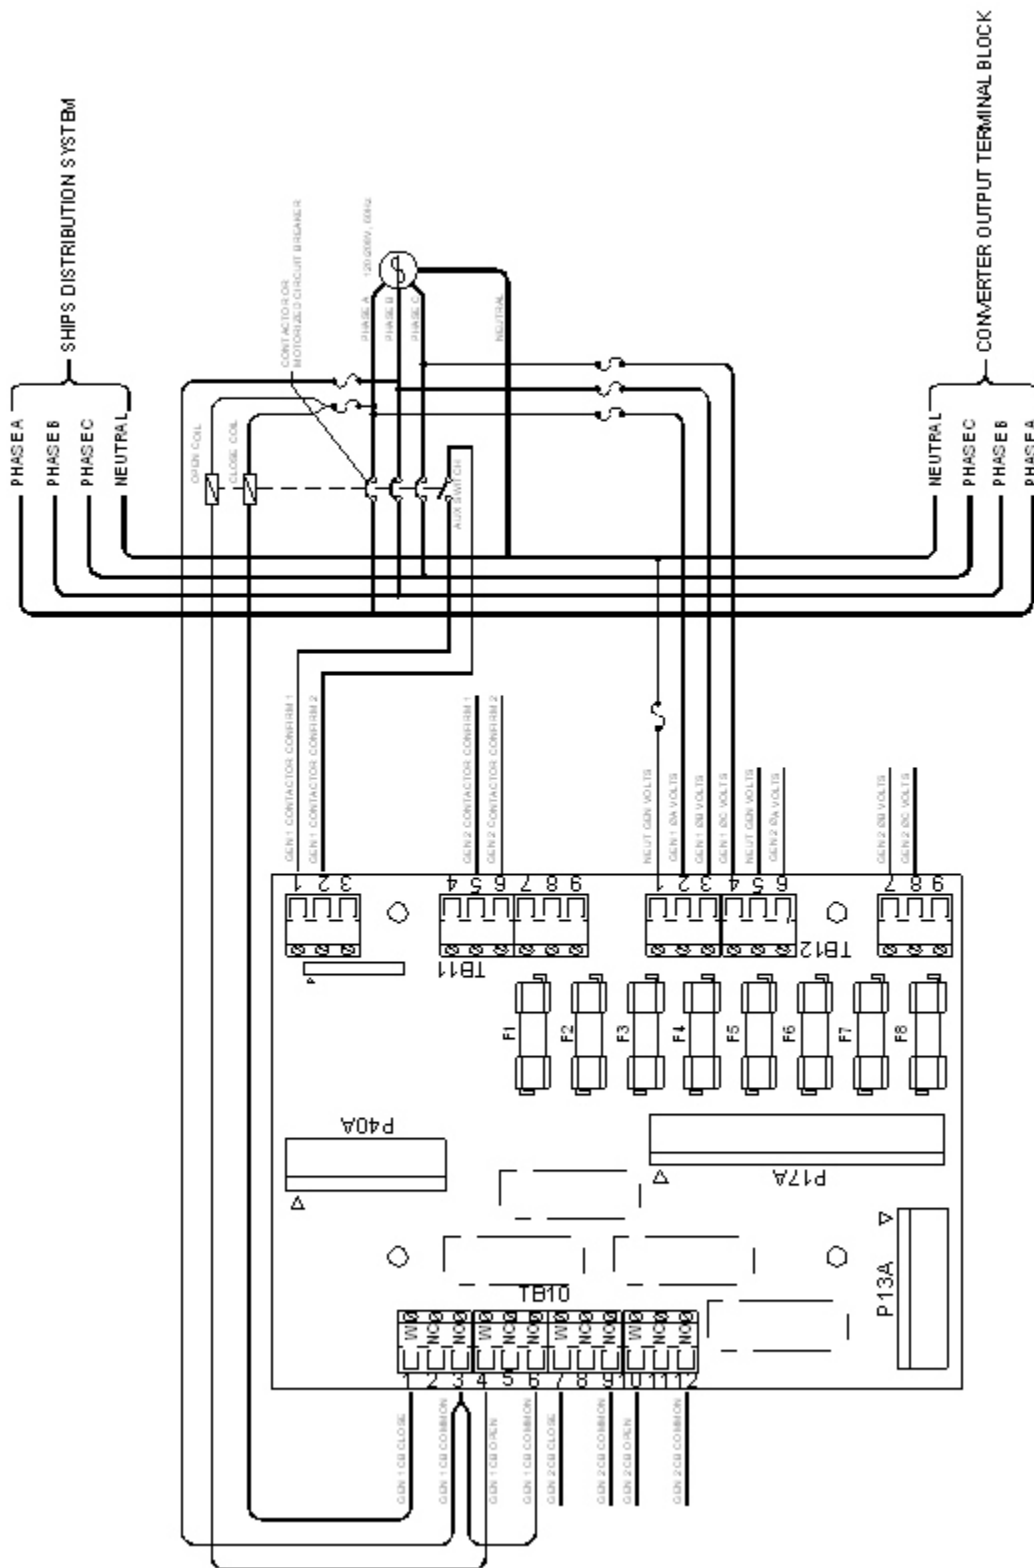 PHASE A
PHASE B
PHASE C
NEUTRAL
SHIPS DISTRIBUTION SYSTEM
OPEN COIL
CLOSE COIL
CONTACTOR OR
MOTORIZED CIRCUIT BREAKER
120/208V, 60Hz
PHASE A
PHASE B
PHASE C
NEUTRAL
AUX SWITCH
CONVERTER OUTPUT TERMINAL BLOCK
NEUTRAL
PHASE C
PHASE B
PHASE A
GEN 1 CONTACTOR CONFIRM 1
GEN 1 CONTACTOR CONFIRM 2
GEN 2 CONTACTOR CONFIRM 1
GEN 2 CONTACTOR CONFIRM 2
NEUT GEN VOLTS
GEN 1 ØA VOLTS
GEN 1 ØB VOLTS
GEN 1 ØC VOLTS
NEUT GEN VOLTS
GEN 2 ØA VOLTS
GEN 2 ØB VOLTS
GEN 2 ØC VOLTS
1 2 3
4 5 6 7 8 9
1 2 3 4 5 6
7 8 9
TB11
TB12
F1
F2
F3
F4
F5
F6
F7
F8
P40A
P17A
P13A
TB10
W NC NO
W NC NO
W NC NO
W NC NO
1 2 3 4 5 6 7 8 9 10 11 12
GEN 1 CB CLOSE
GEN 1 CB COMMON
GEN 1 CB OPEN
GEN 1 CB COMMON
GEN 2 CB CLOSE
GEN 2 CB COMMON
GEN 2 CB OPEN
GEN 2 CB COMMON